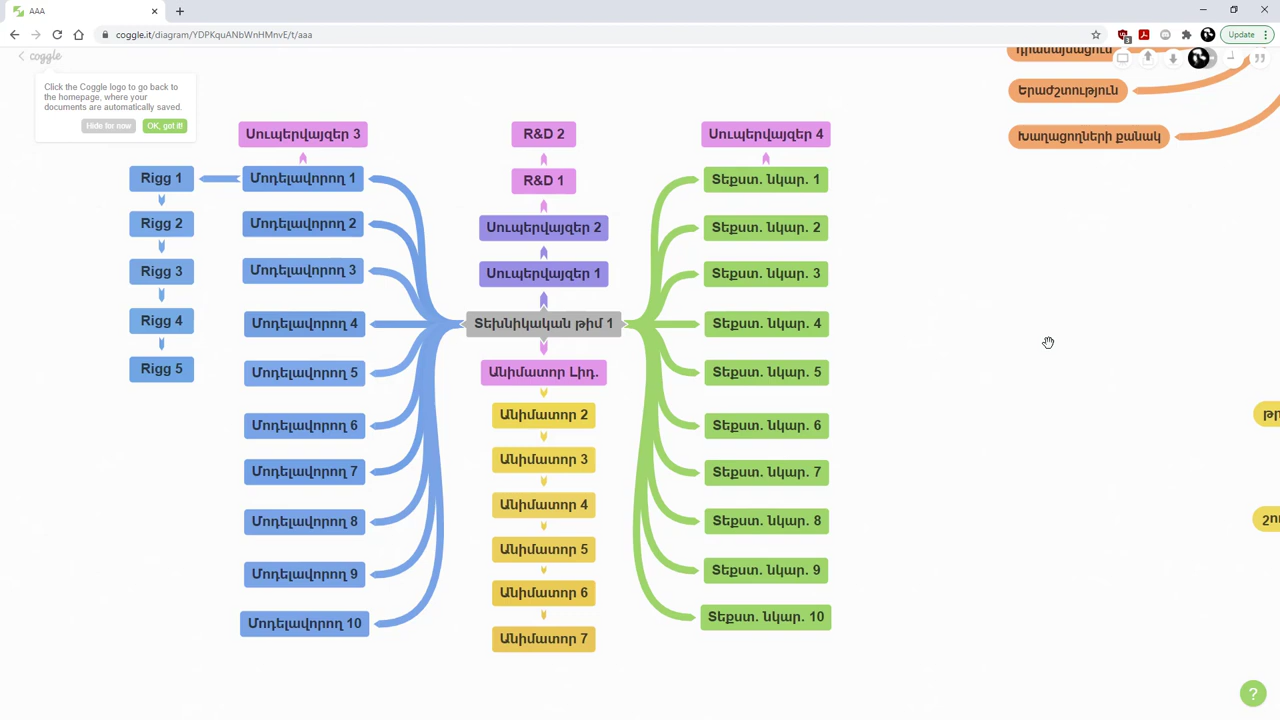 AAA
coggle.it/diagram/YDPKquANbWnHMnvE/t/aaa
Update
coggle
Click the Coggle logo to go back to
the homepage, where your
documents are automatically saved.
Hide for now
OK, got it!
Երաժշտություն
Խաղացողների քանակ
Սուպերվայզեր 3
R&D 2
Սուպերվայզեր 4
Rigg 1
Մոդելավորող 1
R&D 1
Տեքստ. նկար. 1
Rigg 2
Մոդելավորող 2
Սուպերվայզեր 2
Տեքստ. նկար. 2
Rigg 3
Մոդելավորող 3
Սուպերվայզեր 1
Տեքստ. նկար. 3
Rigg 4
Մոդելավորող 4
Տեխնիկական թիմ 1
Տեքստ. նկար. 4
Rigg 5
Մոդելավորող 5
Անիմատոր Լիդ.
Տեքստ. նկար. 5
Մոդելավորող 6
Անիմատոր 2
Տեքստ. նկար. 6
Մոդելավորող 7
Անիմատոր 3
Տեքստ. նկար. 7
Մոդելավորող 8
Անիմատոր 4
Տեքստ. նկար. 8
Մոդելավորող 9
Անիմատոր 5
Տեքստ. նկար. 9
Մոդելավորող 10
Անիմատոր 6
Տեքստ. նկար. 10
Անիմատոր 7